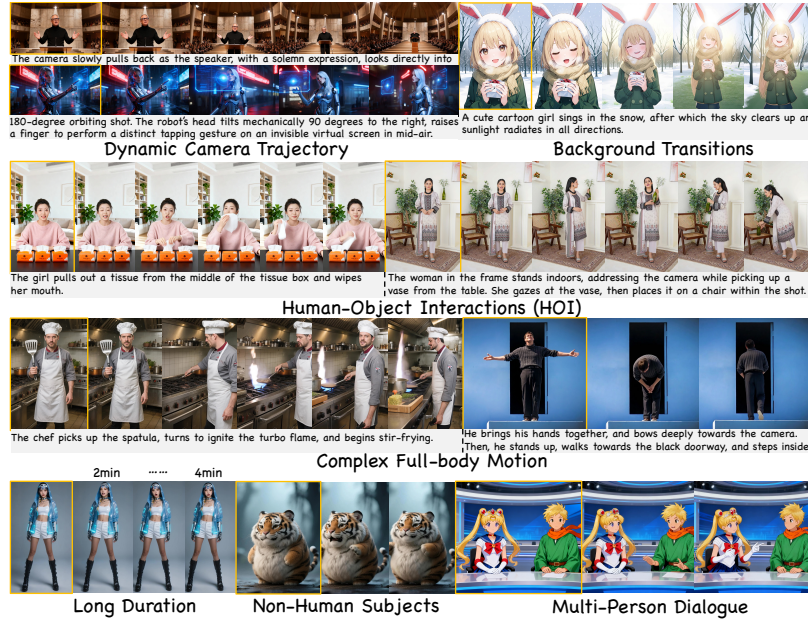 The camera slowly pulls back as the speaker, with a solemn expression, looks directly into
180-degree orbiting shot. The robot's head tilts mechanically 90 degrees to the right, raises
a finger to perform a distinct tapping gesture on an invisible virtual screen in mid-air.
Dynamic Camera Trajectory
A cute cartoon girl sings in the snow, after which the sky clears up an
sunlight radiates in all directions.
Background Transitions
The girl pulls out a tissue from the middle of the tissue box and wipes
her mouth.
The woman in the frame stands indoors, addressing the camera while picking up a
vase from the table. She gazes at the vase, then places it on a chair within the shot.
Human-Object Interactions (HOI)
The chef picks up the spatula, turns to ignite the turbo flame, and begins stir-frying.
He brings his hands together, and bows deeply towards the camera.
Then, he stands up, walks towards the black doorway, and steps inside
Complex Full-body Motion
2min ...... 4min
Long Duration
Non-Human Subjects
Multi-Person Dialogue